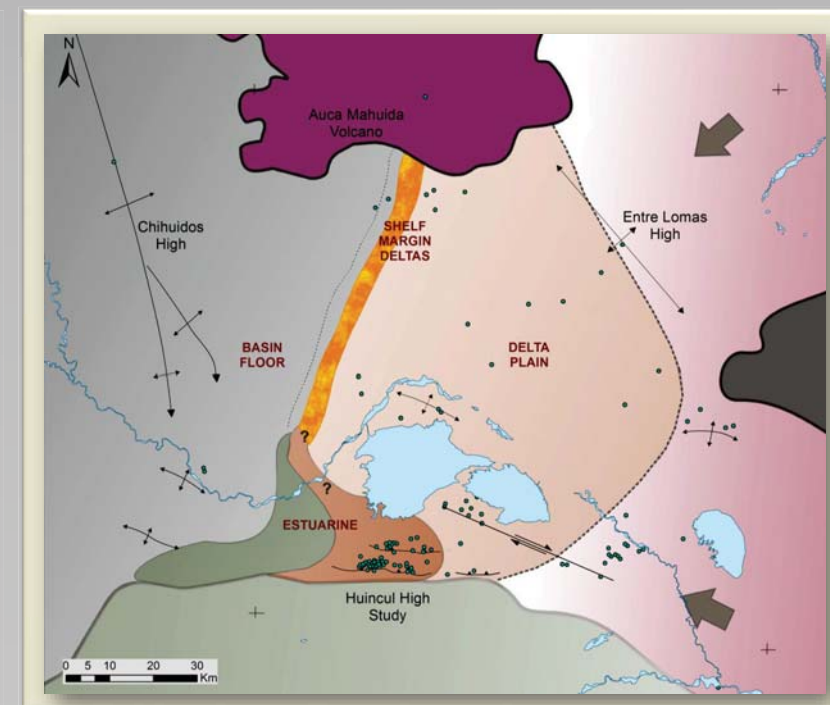 N
Auca Mahuida
Volcano
Chihuidos
High
SHELF
MARGIN
DELTAS
Entre Lomas
High
BASIN
FLOOR
DELTA
PLAIN
?
?
ESTUARINE
Huincul High
Study
0 5 10 20 30
Km